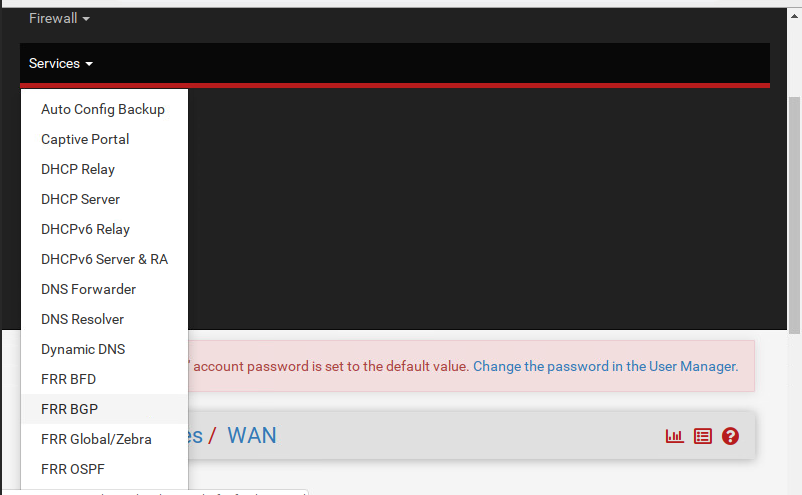 Firewall
Services
Auto Config Backup
Captive Portal
DHCP Relay
DHCP Server
DHCPv6 Relay
DHCPv6 Server & RA
DNS Forwarder
DNS Resolver
Dynamic DNS
' account password is set to the default value. Change the password in the User Manager.
FRR BFD
FRR BGP
es / WAN
FRR Global/Zebra
FRR OSPF